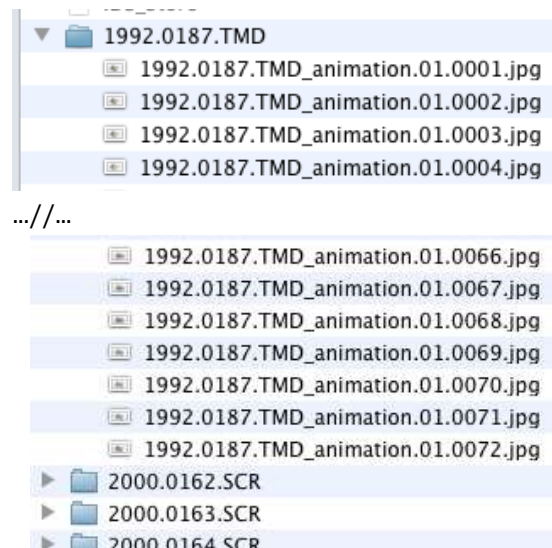 1992.0187.TMD
1992.0187.TMD_animation.01.0001.jpg
1992.0187.TMD_animation.01.0002.jpg
1992.0187.TMD_animation.01.0003.jpg
1992.0187.TMD_animation.01.0004.jpg
...//...
1992.0187.TMD_animation.01.0066.jpg
1992.0187.TMD_animation.01.0067.jpg
1992.0187.TMD_animation.01.0068.jpg
1992.0187.TMD_animation.01.0069.jpg
1992.0187.TMD_animation.01.0070.jpg
1992.0187.TMD_animation.01.0071.jpg
1992.0187.TMD_animation.01.0072.jpg
2000.0162.SCR
2000.0163.SCR
2000.0164.SCR